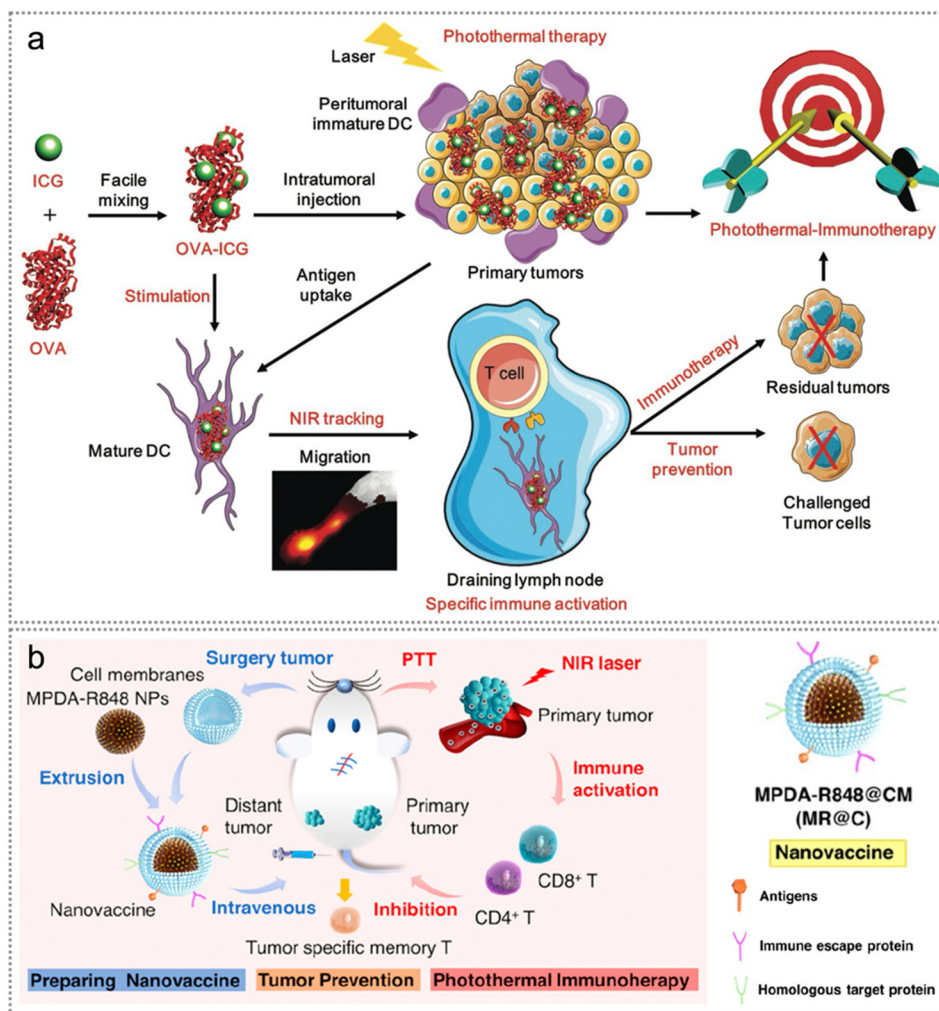 a
Laser
Photothermal therapy
Peritumoral
immature DC
ICG
+
OVA
Facile
mixing
OVA-ICG
Intratumoral
injection
Primary tumors
Photothermal-Immunotherapy
Stimulation
Antigen
uptake
Mature DC
NIR tracking
Migration
T cell
Draining lymph node
Specific immune activation
Immunotherapy
Residual tumors
Tumor
prevention
Challenged
Tumor cells
b
Cell membranes
MPDA-R848 NPs
Surgery tumor
PTT
NIR laser
Primary tumor
Extrusion
Immune
activation
Distant
tumor
Primary
tumor
Nanovaccine
Intravenous
Inhibition
CD8+ T
CD4+ T
Tumor specific memory T
Preparing Nanovaccine
Tumor Prevention
Photothermal Immunoherapy
MPDA-R848@CM
(MR@C)
Nanovaccine
Antigens
Immune escape protein
Homologous target protein